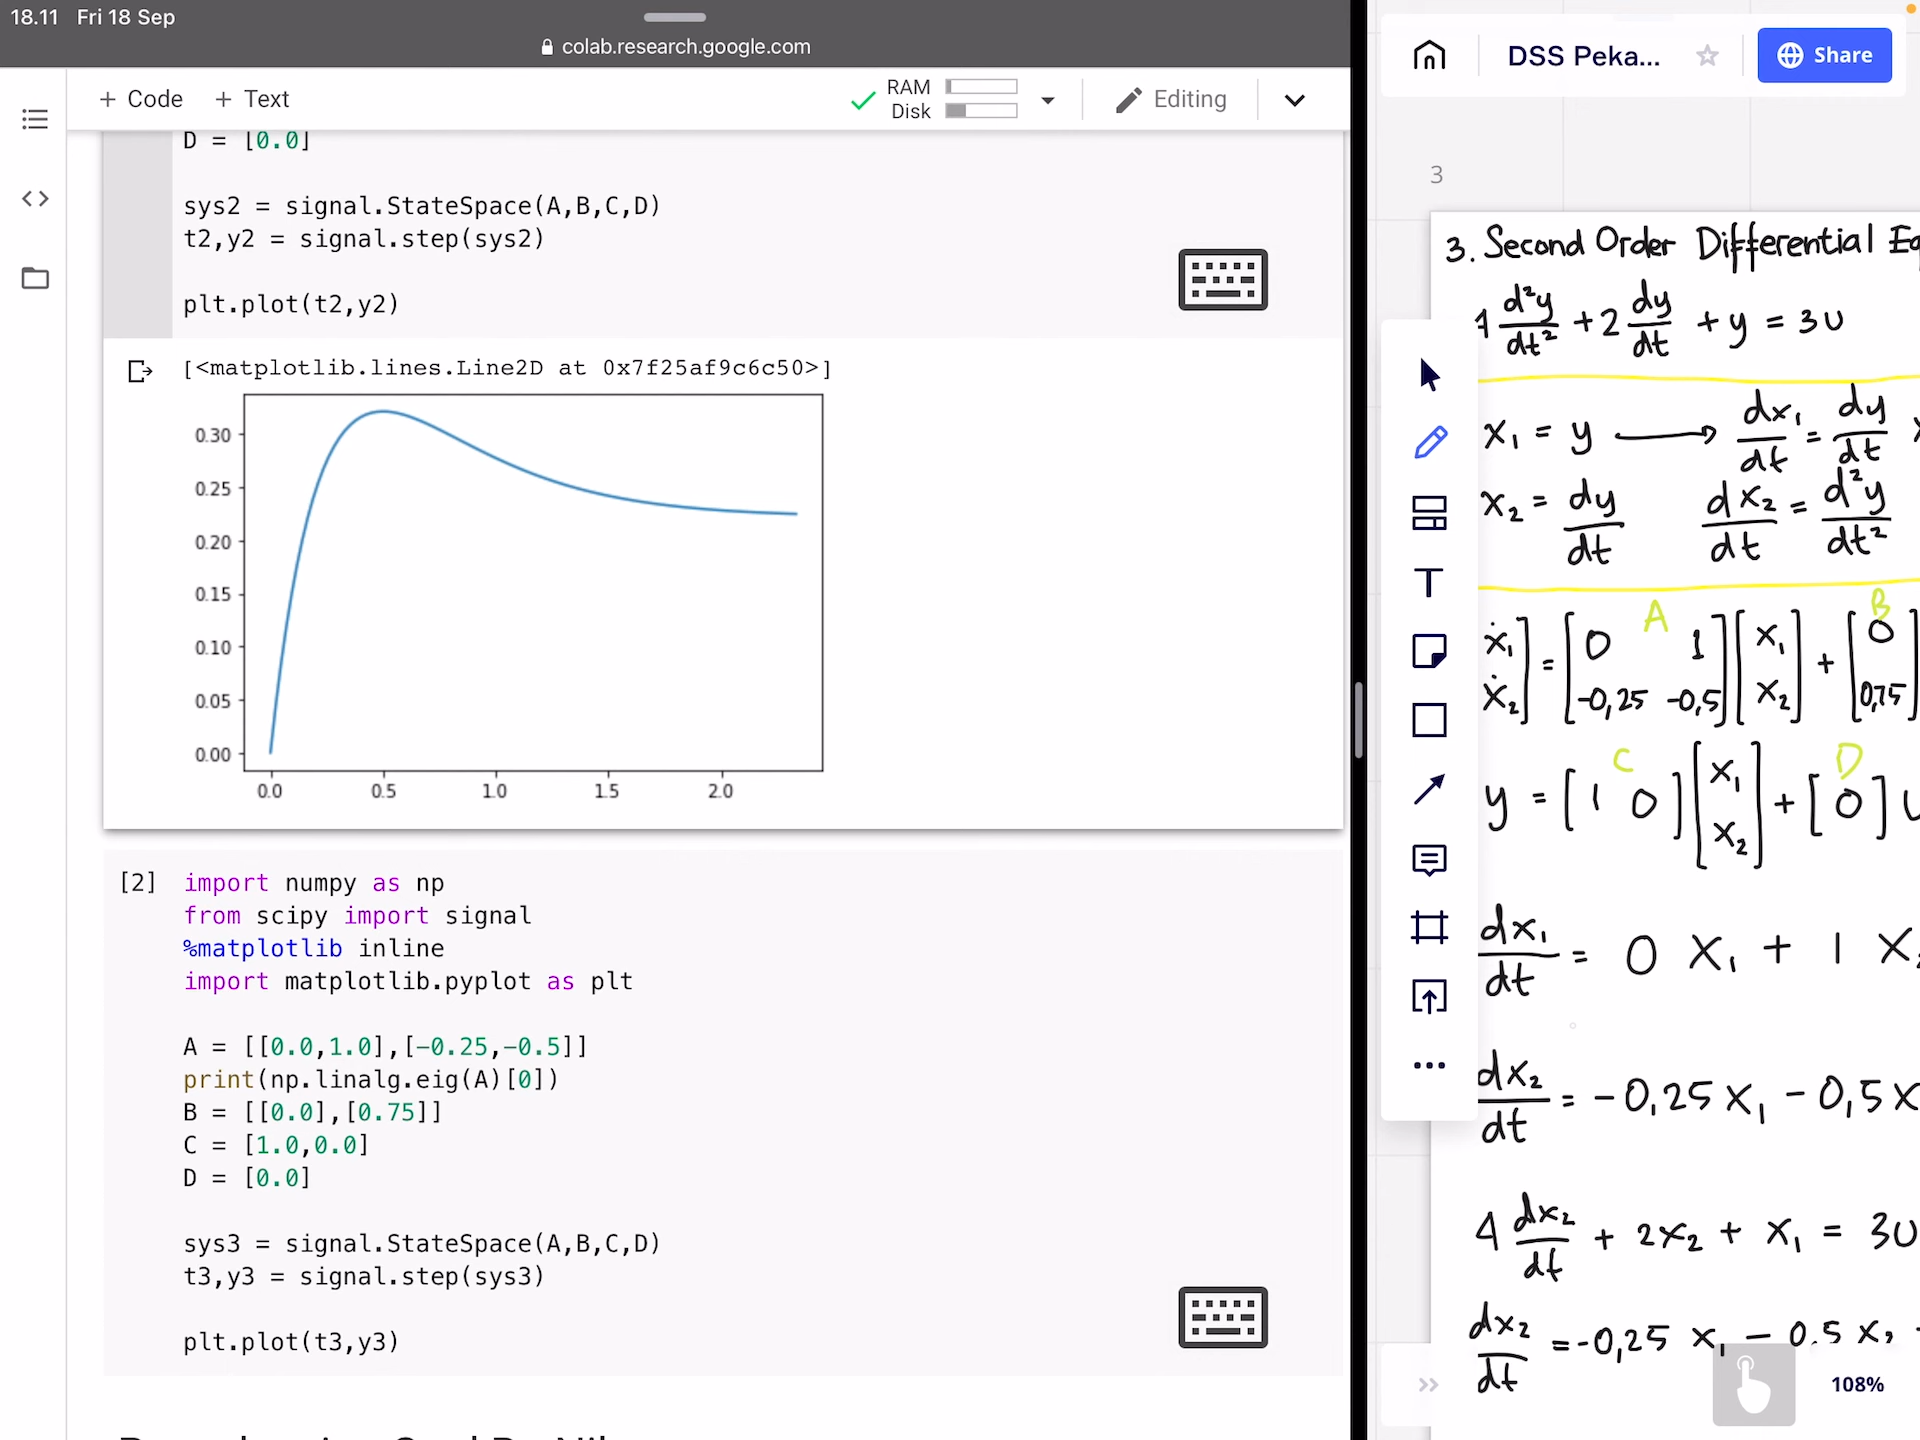 18.11 Fri 18 Sep
colab.research.google.com
+ Code + Text
RAM
Disk
Editing
D = [0.0]
sys2 = signal.StateSpace(A,B,C,D)
t2,y2 = signal.step(sys2)
plt.plot(t2,y2)
[<matplotlib.lines.Line2D at 0x7f25af9c6c50>]
0.30
0.25
0.20
0.15
0.10
0.05
0.00
0.0 0.5 1.0 1.5 2.0
[2] import numpy as np
from scipy import signal
%matplotlib inline
import matplotlib.pyplot as plt
A = [[0.0,1.0],[-0.25,-0.5]]
print(np.linalg.eig(A)[0])
B = [[0.0],[0.75]]
C = [1.0,0.0]
D = [0.0]
sys3 = signal.StateSpace(A,B,C,D)
t3,y3 = signal.step(sys3)
plt.plot(t3,y3)
DSS Peka... Share
3
3. Second Order Differential Eq
4 d²y/dt² + 2 dy/dt + y = 3u
x₁ = y → dx₁/dt = dy/dt
x₂ = dy/dt dx₂/dt = d²y/dt²
A B
[ẋ₁ ẋ₂] = [0 1 -0,25 -0,5] [x₁ x₂] + [0 0,75]
C D
y = [1 0] [x₁ x₂] + [0] u
dx₁/dt = 0 x₁ + 1 x₂
dx₂/dt = -0,25 x₁ - 0,5 x
4 dx₂/dt + 2x₂ + x₁ = 3u
dx₂/dt = -0,25 x₁ - 0.5 x₂
108%